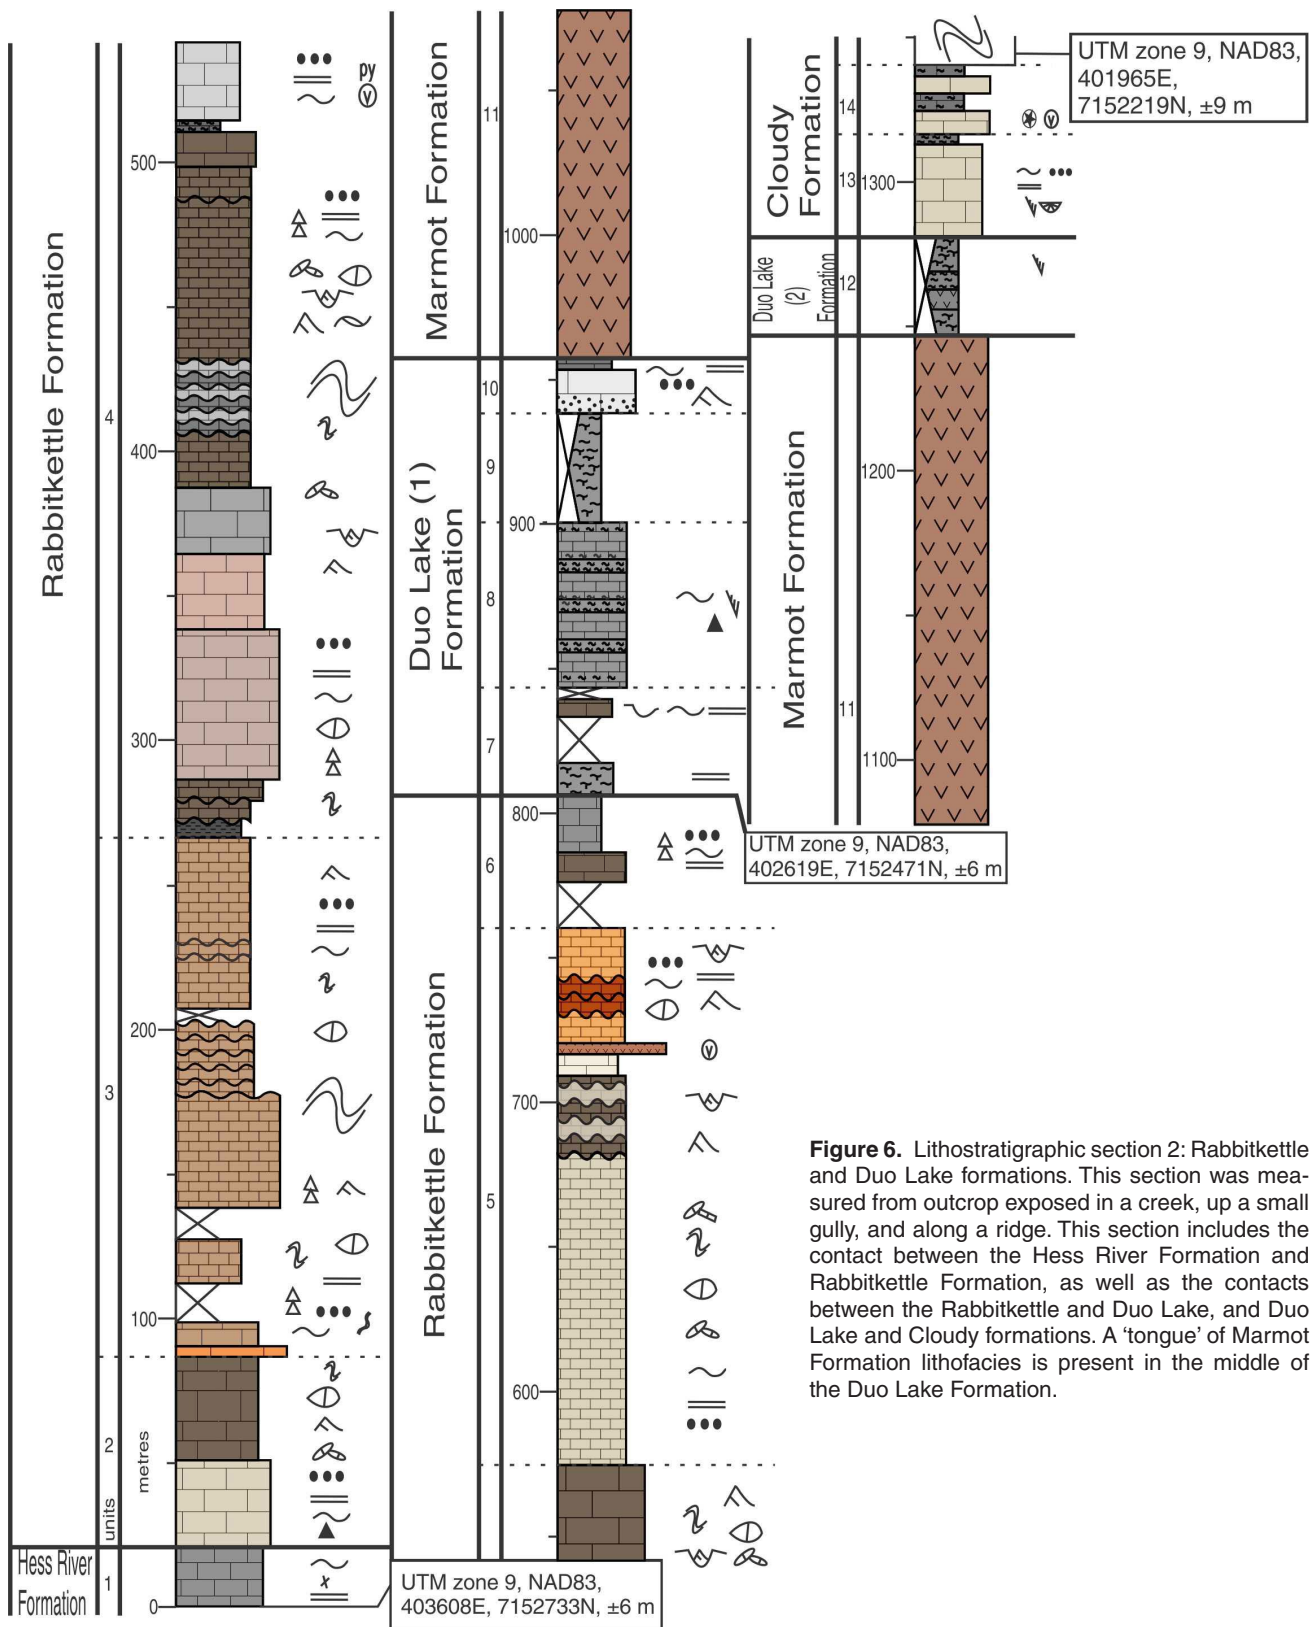 Rabbitkettle Formation
Hess River
Formation
units
metres
1
2
3
4
0
100
200
300
400
500
py
v
Marmot Formation
Duo Lake (1)
Formation
Rabbitkettle Formation
11
10
9
8
7
6
5
1000
900
800
700
600
v
UTM zone 9, NAD83,
403608E, 7152733N, ±6 m
UTM zone 9, NAD83,
402619E, 7152471N, ±6 m
Cloudy
Formation
Duo Lake
(2)
Formation
Marmot Formation
14
13
12
11
1300
1200
1100
v
UTM zone 9, NAD83,
401965E,
7152219N, ±9 m
Figure 6. Lithostratigraphic section 2: Rabbitkettle
and Duo Lake formations. This section was mea-
sured from outcrop exposed in a creek, up a small
gully, and along a ridge. This section includes the
contact between the Hess River Formation and
Rabbitkettle Formation, as well as the contacts
between the Rabbitkettle and Duo Lake, and Duo
Lake and Cloudy formations. A ‘tongue’ of Marmot
Formation lithofacies is present in the middle of
the Duo Lake Formation.